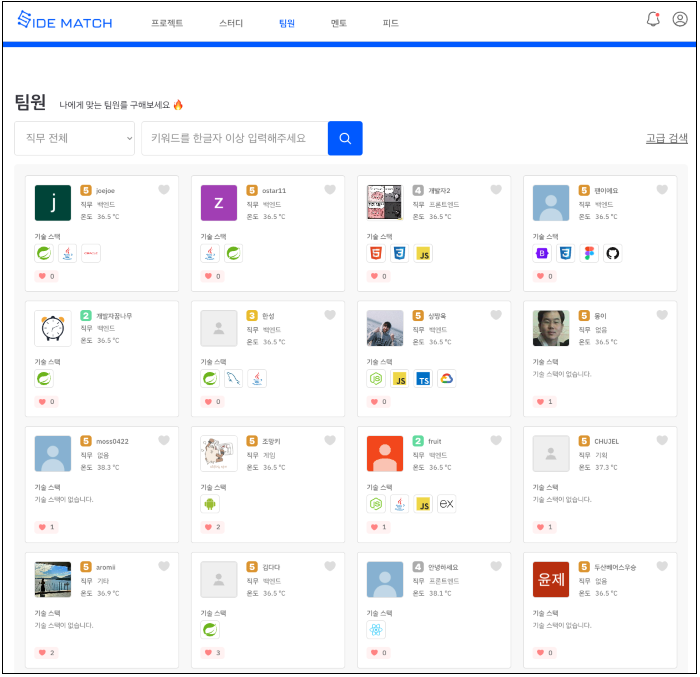 SIDE MATCH
프로젝트 스터디 팀원 멘토 피드
팀원 나에게 맞는 팀원를 구해보세요
직무 전체 키워드를 한글자 이상 입력해주세요 고급 검색
j 5 joejoe
직무 백엔드
온도 36.5 °C
기술 스택
0
z 5 ostar11
직무 백엔드
온도 36.5 °C
기술 스택
0
4 개발자2
직무 프론트엔드
온도 36.5 °C
기술 스택
JS
0
5 팬이에요
직무 백엔드
온도 36.5 °C
기술 스택
B
0
2 개발자꿈나무
직무 백엔드
온도 36.5 °C
기술 스택
0
3 한성
직무 백엔드
온도 36.5 °C
기술 스택
0
5 상황욱
직무 백엔드
온도 36.5 °C
기술 스택
JS TS
0
5 몽이
직무 없음
온도 36.5 °C
기술 스택
기술 스택이 없습니다.
1
5 moss0422
직무 없음
온도 38.3 °C
기술 스택
기술 스택이 없습니다.
1
5 조랑키
직무 게임
온도 36.5 °C
기술 스택
2
2 fruit
직무 백엔드
온도 36.5 °C
기술 스택
JS ex
1
5 CHUJEL
직무 기획
온도 37.3 °C
기술 스택
기술 스택이 없습니다.
1
5 aromii
직무 기타
온도 36.9 °C
기술 스택
기술 스택이 없습니다.
2
5 김다다
직무 백엔드
온도 36.5 °C
기술 스택
3
4 안녕하세요
직무 프론트엔드
온도 38.1 °C
기술 스택
0
윤제 5 두산베어스우승
직무 없음
온도 36.5 °C
기술 스택
기술 스택이 없습니다.
0